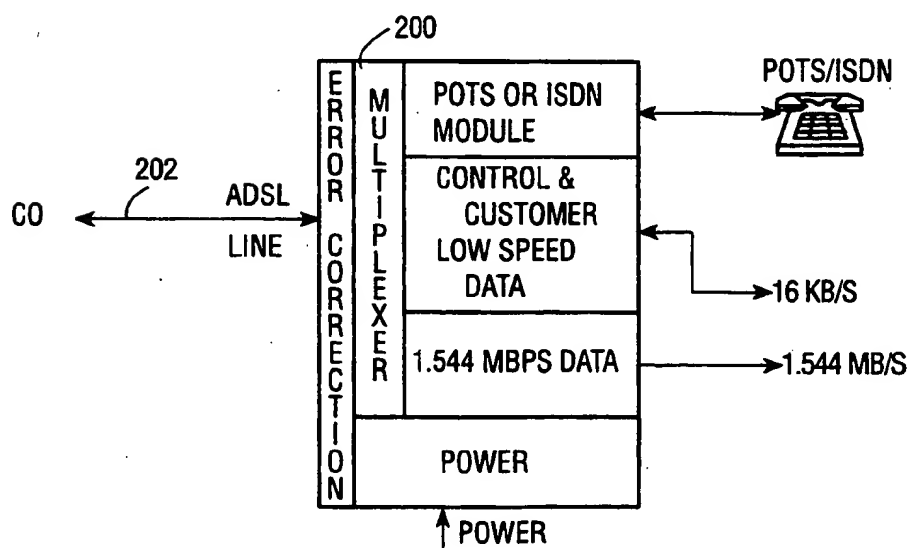 200
ERROR CORRECTION
MULTIPLEXER
POTS OR ISDN
MODULE
POTS/ISDN
202
CO
ADSL
LINE
CONTROL &
CUSTOMER
LOW SPEED
DATA
16 KB/S
1.544 MBPS DATA
1.544 MB/S
POWER
POWER